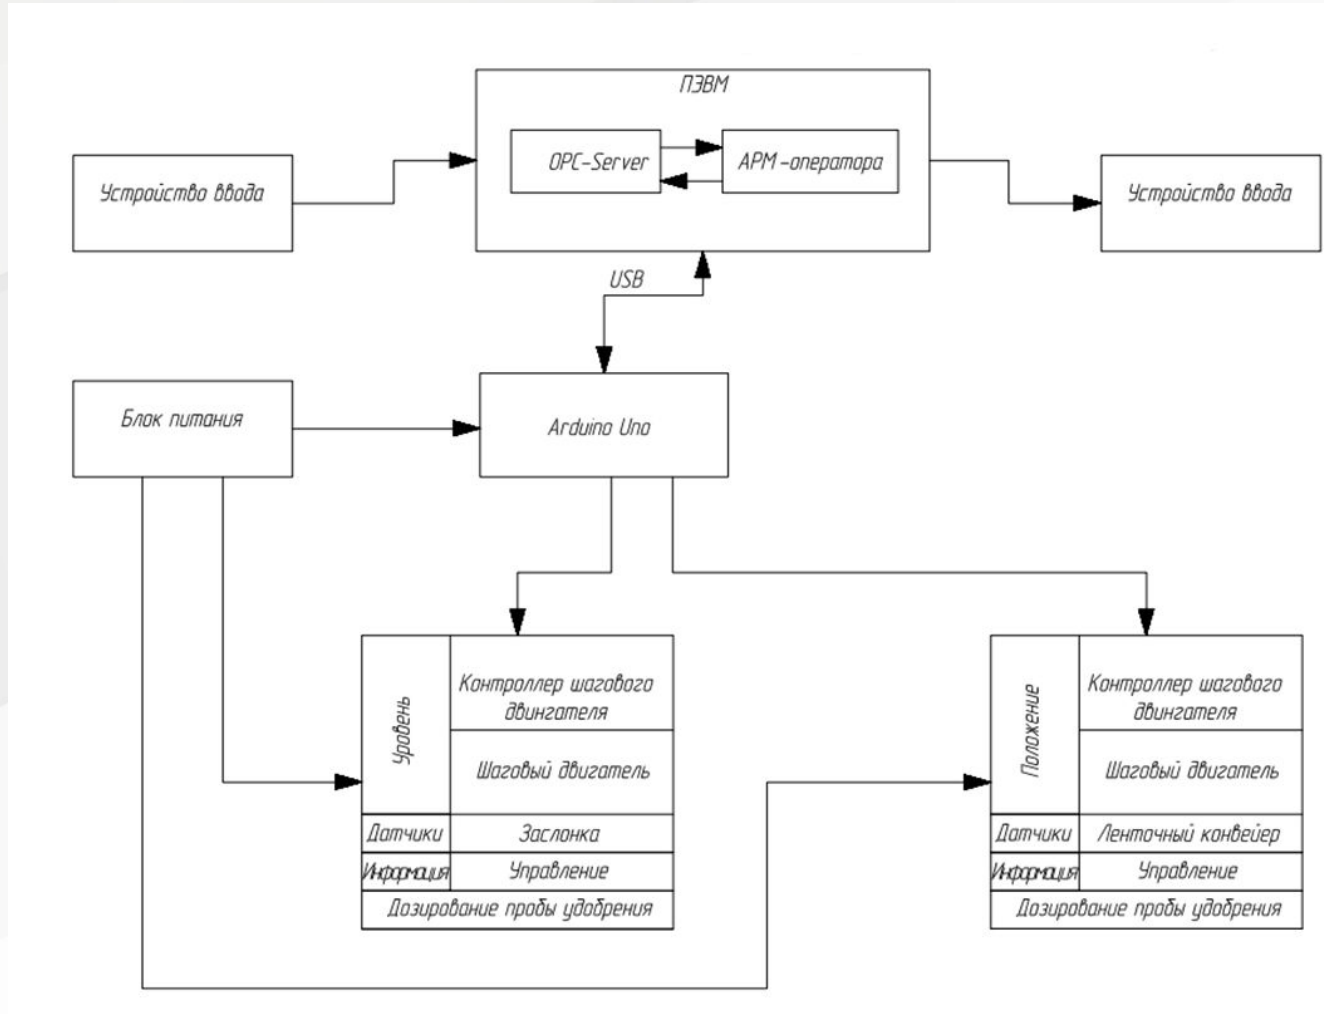 ПЭВМ
OPC-Server
АРМ-оператора
Устройство ввода
Устройство ввода
USB
Блок питания
Arduino Uno
Уровень
Контроллер шагового
двингателя
Шаговый двигатель
Датчики
Заслонка
Информация
Управление
Дозирование пробы удобрения
Положение
Контроллер шагового
двингателя
Шаговый двигатель
Датчики
Ленточный конвейер
Информация
Управление
Дозирование пробы удобрения